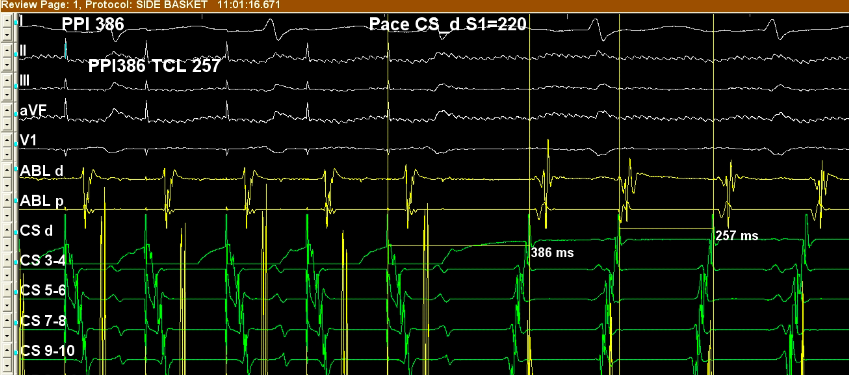 Review Page: 1, Protocol: SIDE BASKET 11:01:16.671
I PPI 386 Pace CS_d S1=220
II
PPI386 TCL 257
III
aVF
V1
ABL d
ABL p
CS d
257 ms
386 ms
CS 3-4
CS 5-6
CS 7-8
CS 9-10